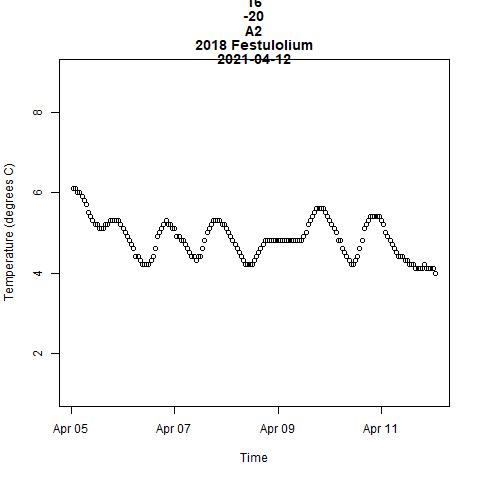 16
-20
A2
2018 Festulolium
2021-04-12
Temperature (degrees C)
8
6
4
2
Apr 05
Apr 07
Apr 09
Apr 11
Time